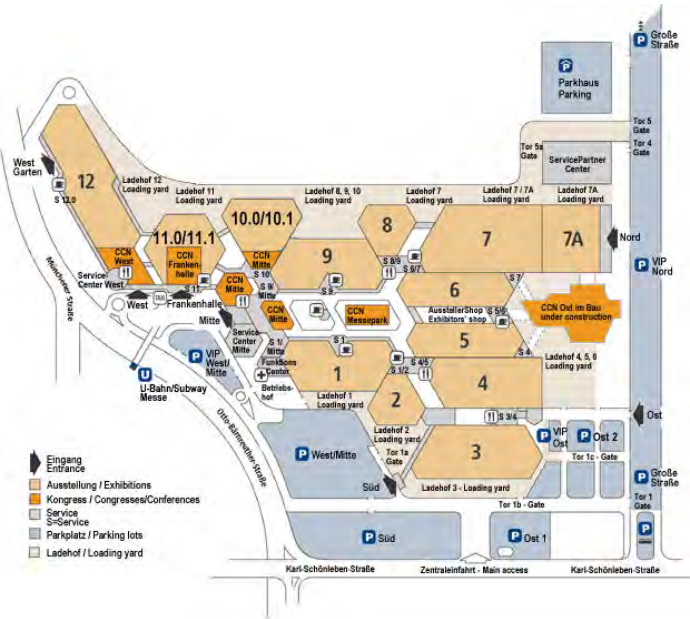 Große
Straße
Parkhaus
Parking
Tor 5
Gate
Tor 4
Gate
Tor 5a
Gate
ServicePartner
Center
West
Garten
12
S 12.0
Ladehof 12
Loading yard
Ladehof 11
Loading yard
Ladehof 8, 9, 10
Loading yard
Ladehof 7
Loading yard
Ladehof 7 / 7A
Loading yard
Ladehof 7A
Loading yard
11.0/11.1
10.0/10.1
8
7
7A
Nord
CCN
West
CCN
Franken-
halle
CCN
Mitte
9
S 8/9
S 6/7
VIP
Nord
Service-
Center West
S 11
S 10
CCN
Mitte
S 9/
Mitte
S 9
6
S 7
West
TAXI
Frankenhalle
Mitte
CCN
Mitte
CCN
Messepark
AusstellerShop
Exhibitors' shop
S 5/6
CCN Ost im Bau
under construction
Münchener Straße
Service-
Center
Mitte
S 1/
Mitte
S 1
5
S 4
VIP
West/
Mitte
Funktions
Center
S 1/2
S 4/5
Ladehof 4, 5, 6
Loading yard
U
U-Bahn/Subway
Messe
Betriebs-
hof
1
4
Ladehof 1
Loading yard
2
S 3/4
Ost
Otto-Bärnreuther-Straße
Ladehof 2
Loading yard
VIP
Ost
Ost 2
West/Mitte
Tor 1a
Gate
3
Tor 1c - Gate
Eingang
Entrance
Ausstellung / Exhibitions
Kongress / Congresses/Conferences
Service
S=Service
Parkplatz / Parking lots
Ladehof / Loading yard
Süd
Ladehof 3 - Loading yard
Große
Straße
Tor 1b - Gate
Tor 1
Gate
Süd
Ost 1
Karl-Schönleben-Straße
Zentraleinfahrt - Main access
Karl-Schönleben-Straße